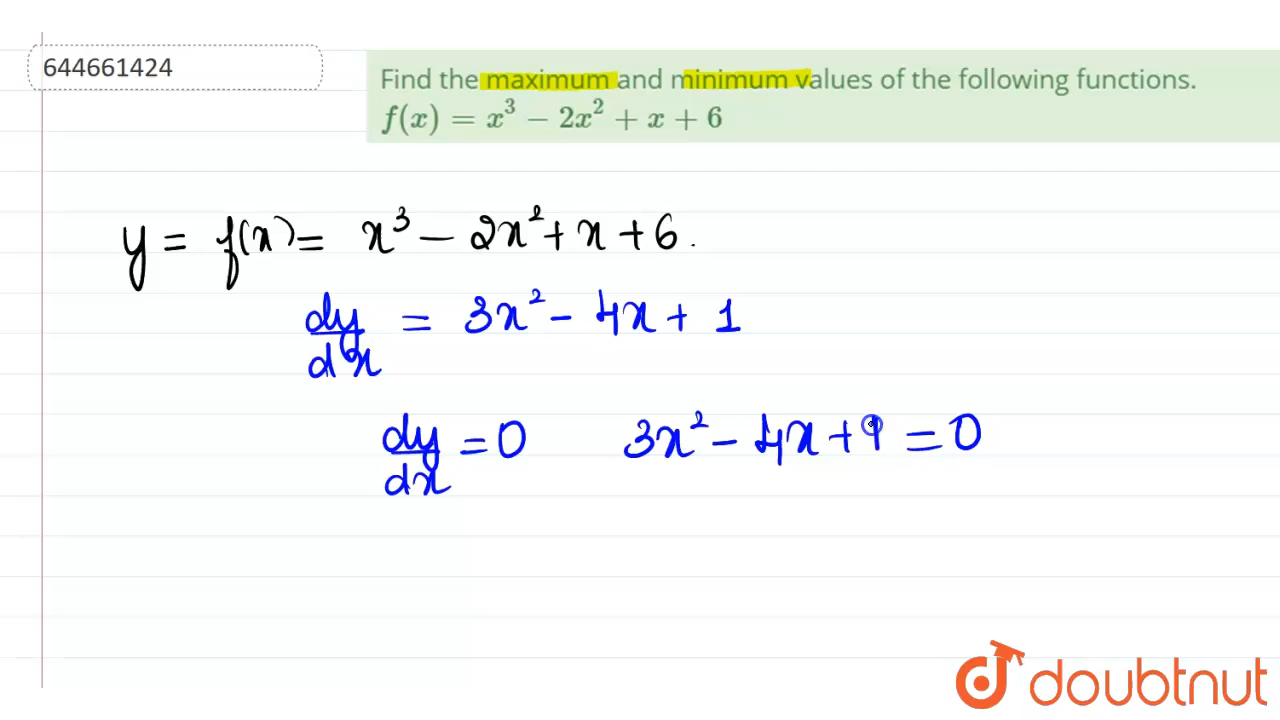 644661424
Find the maximum and minimum values of the following functions.
f(x) = x³ − 2x² + x + 6
y = f(x) = x³ − 2x² + x + 6.
dy/dx = 3x² − 4x + 1
dy/dx = 0 3x² − 4x + 1 = 0
doubtnut